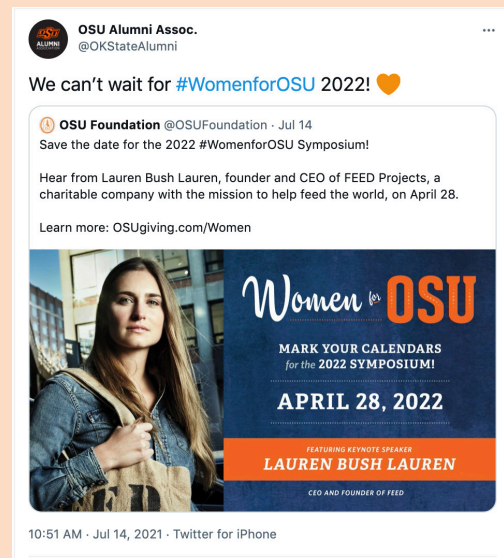 OSU
ALUMNI
OSU Alumni Assoc.
@OKStateAlumni
We can't wait for #WomenforOSU 2022! 🧡
OSU Foundation @OSUFoundation · Jul 14
Save the date for the 2022 #WomenforOSU Symposium!
Hear from Lauren Bush Lauren, founder and CEO of FEED Projects, a
charitable company with the mission to help feed the world, on April 28.
Learn more: OSUgiving.com/Women
Women for OSU
MARK YOUR CALENDARS
for the 2022 SYMPOSIUM!
APRIL 28, 2022
FEATURING KEYNOTE SPEAKER
LAUREN BUSH LAUREN
CEO AND FOUNDER OF FEED
10:51 AM · Jul 14, 2021 · Twitter for iPhone